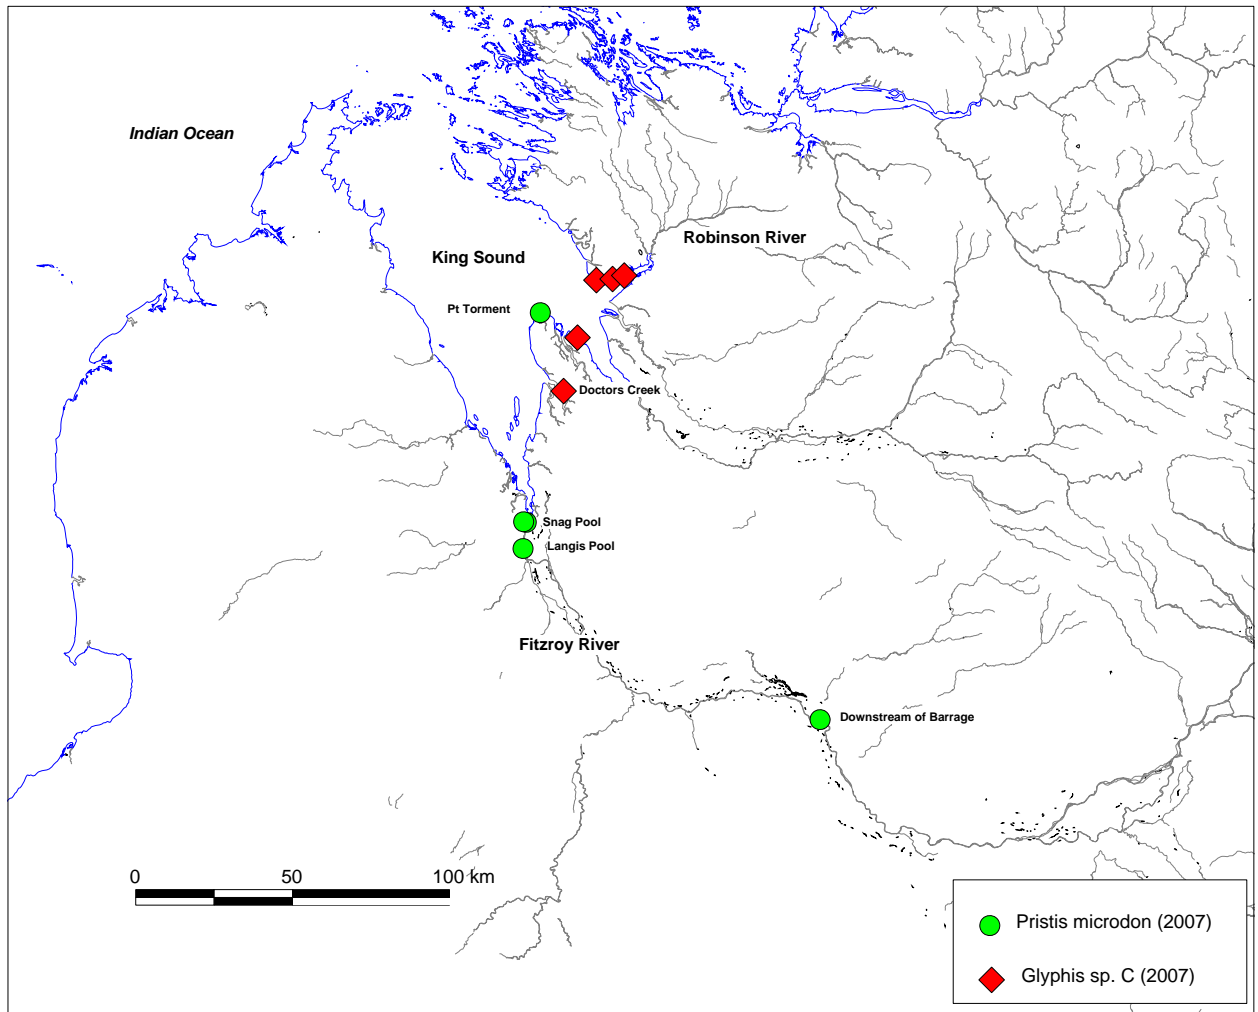 Indian Ocean
Robinson River
King Sound
Pt Torment
Doctors Creek
Snag Pool
Langis Pool
Fitzroy River
Downstream of Barrage
0 50 100 km
Pristis microdon (2007)
Glyphis sp. C (2007)